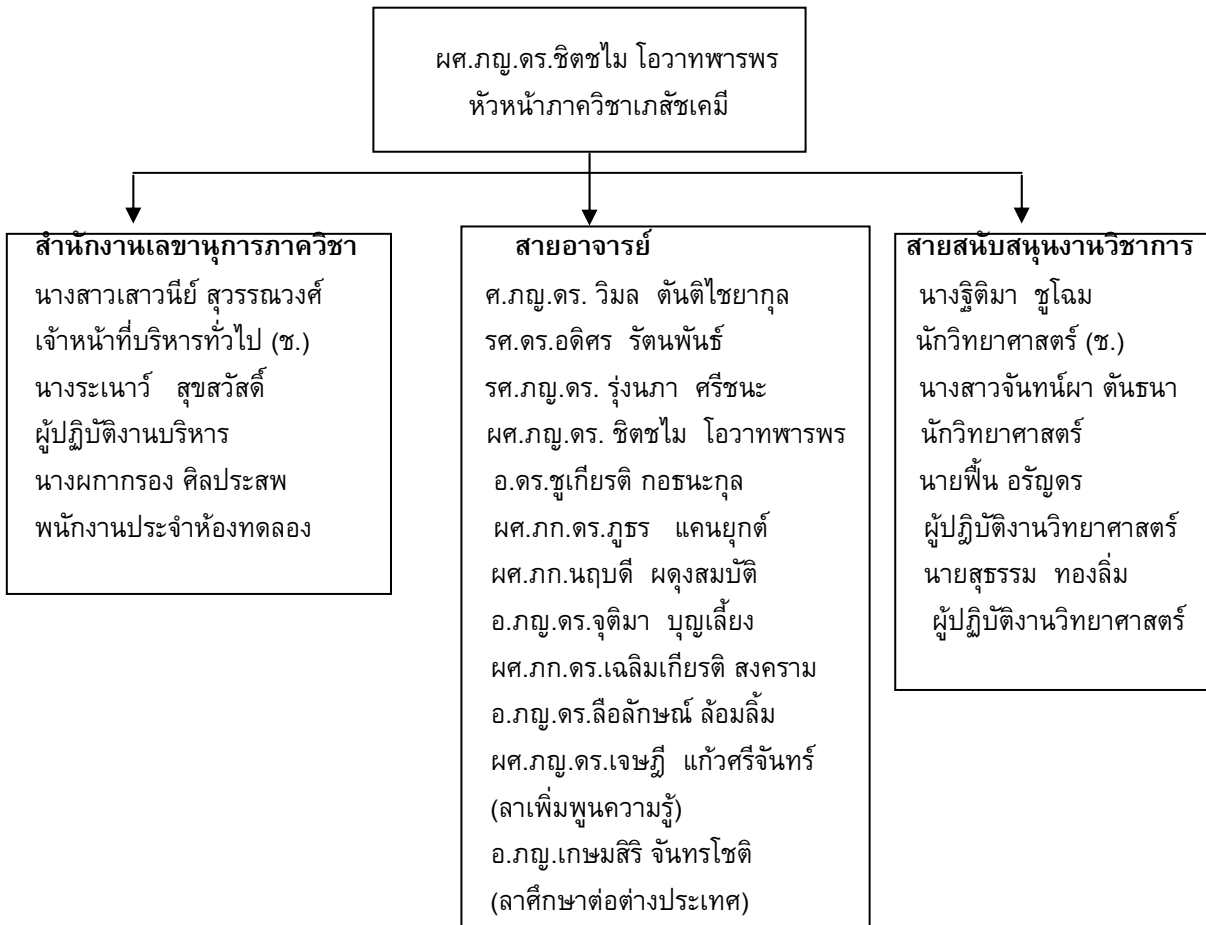 ผศ.ภญ.ดร.ชิตชไม โอวาทฬารพร
หัวหน้าภาควิชาเภสัชเคมี
สำนักงานเลขานุการภาควิชา
นางสาวเสาวนีย์ สุวรรณวงศ์
เจ้าหน้าที่บริหารทั่วไป (ช.)
นางระเนาว์ สุขสวัสดิ์
ผู้ปฏิบัติงานบริหาร
นางผกากรอง ศิลประสพ
พนักงานประจำห้องทดลอง
สายอาจารย์
ศ.ภญ.ดร. วิมล ตันติไชยากุล
รศ.ดร.อดิศร รัตนพันธ์
รศ.ภญ.ดร. รุ่งนภา ศรีชนะ
ผศ.ภญ.ดร. ชิตชไม โอวาทฬารพร
อ.ดร.ชูเกียรติ กอธนะกุล
ผศ.ภก.ดร.ภูธร แคนยุกต์
ผศ.ภก.นฤบดี ผดุงสมบัติ
อ.ภญ.ดร.จุติมา บุญเลี้ยง
ผศ.ภก.ดร.เฉลิมเกียรติ สงคราม
อ.ภญ.ดร.ลือลักษณ์ ล้อมลิ้ม
ผศ.ภญ.ดร.เจษฎี แก้วศรีจันทร์
(ลาเพิ่มพูนความรู้)
อ.ภญ.เกษมสิริ จันทรโชติ
(ลาศึกษาต่อต่างประเทศ)
สายสนับสนุนงานวิชาการ
นางฐิติมา ชูโฉม
นักวิทยาศาสตร์ (ช.)
นางสาวจันทน์ผา ตันธนา
นักวิทยาศาสตร์
นายฟื้น อรัญดร
ผู้ปฎิบัติงานวิทยาศาสตร์
นายสุธรรม ทองลิ่ม
ผู้ปฏิบัติงานวิทยาศาสตร์